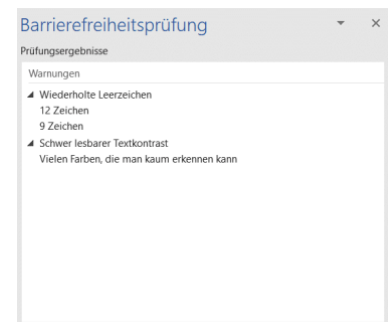 Barrierefreiheitsprüfung
Prüfungsergebnisse
Warnungen
Wiederholte Leerzeichen
12 Zeichen
9 Zeichen
Schwer lesbarer Textkontrast
Vielen Farben, die man kaum erkennen kann